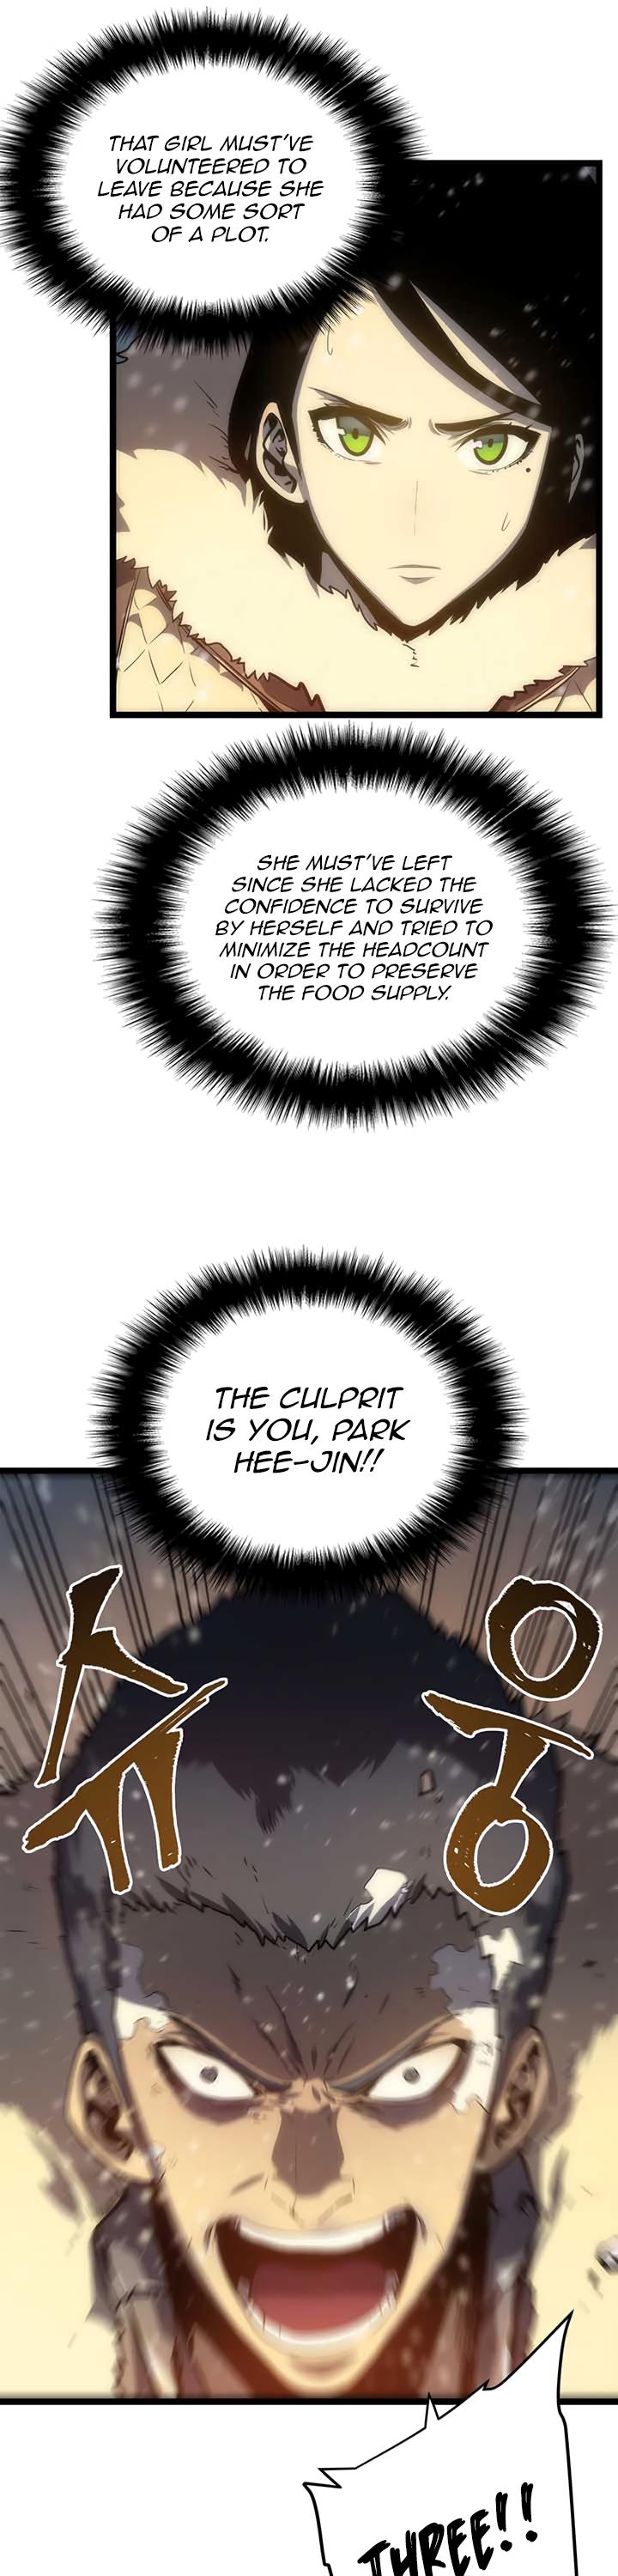 THAT GIRL MUST'VE
VOLUNTEERED TO
LEAVE BECAUSE SHE
HAD SOME SORT
OF A PLOT.
SHE MUST'VE LEFT
SINCE SHE LACKED THE
CONFIDENCE TO SURVIVE
BY HERSELF AND TRIED TO
MINIMIZE THE HEADCOUNT
IN ORDER TO PRESERVE
THE FOOD SUPPLY.
THE CULPRIT
IS YOU, PARK
HEE-JIN!!
슈웅
THREE!!